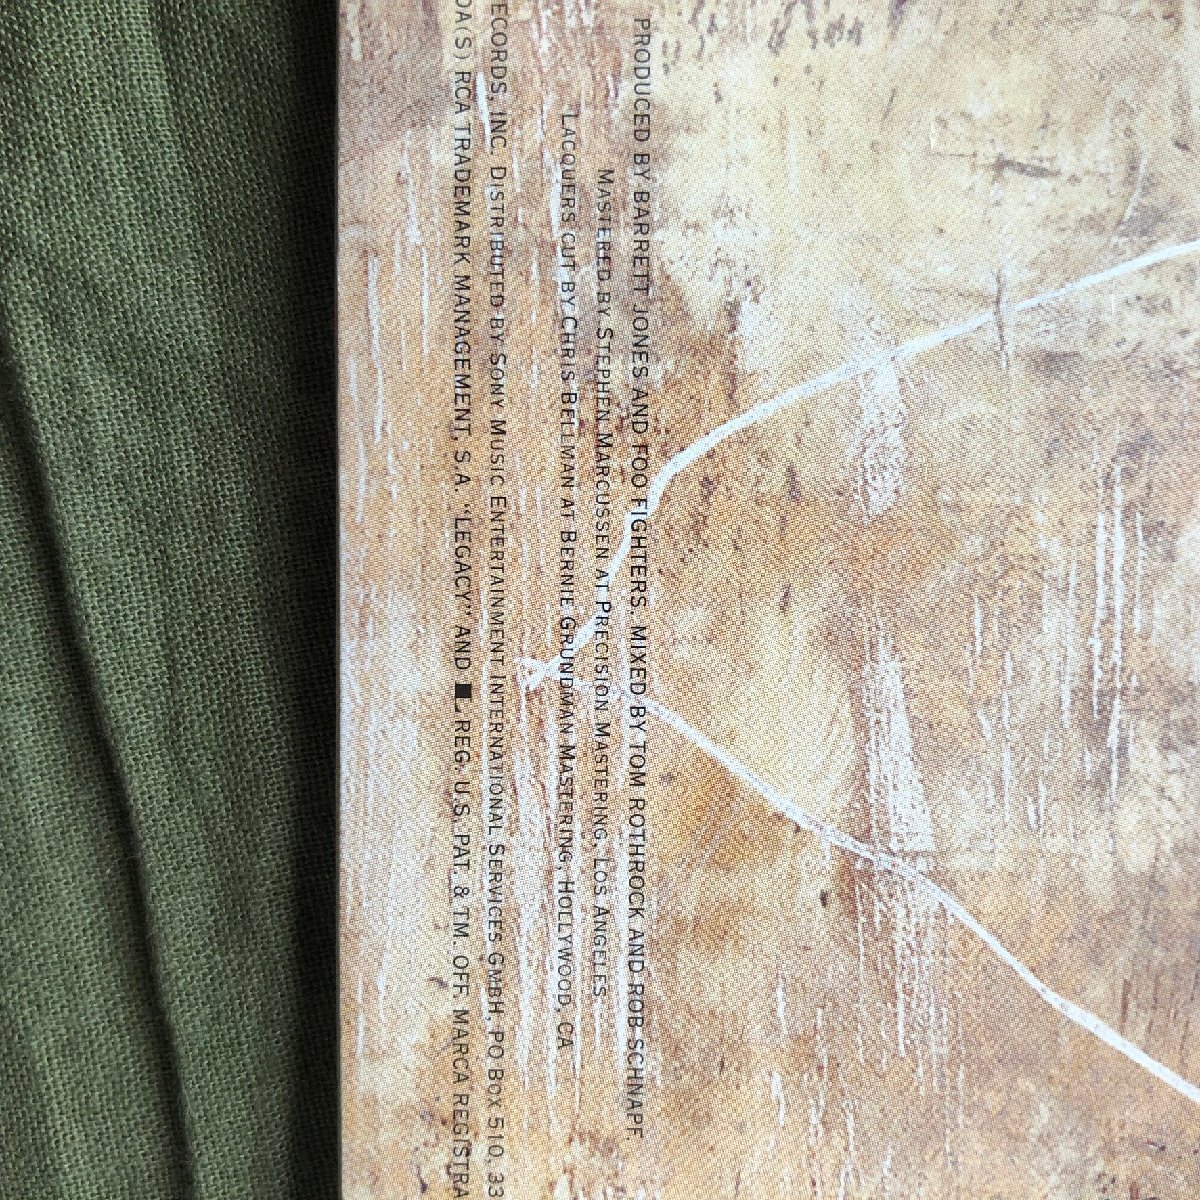 PRODUCED BY BARRETT JONES AND FOO FIGHTERS. MIXED BY TOM ROTHROCK AND ROB SCHNAPF.
MASTERED BY STEPHEN MARCUSSEN AT PRECISION MASTERING, LOS ANGELES
LACQUERS CUT BY CHRIS BELLMAN AT BERNIE GRUNDMAN MASTERING, HOLLYWOOD, CA
ECORDS, INC. DISTRIBUTED BY SONY MUSIC ENTERTAINMENT INTERNATIONAL SERVICES GMBH, PO BOX 510, 33
DA(S) RCA TRADEMARK MANAGEMENT, S.A. "LEGACY" AND ■L REG. U.S. PAT. & TM. OFF. MARCA REGISTRA